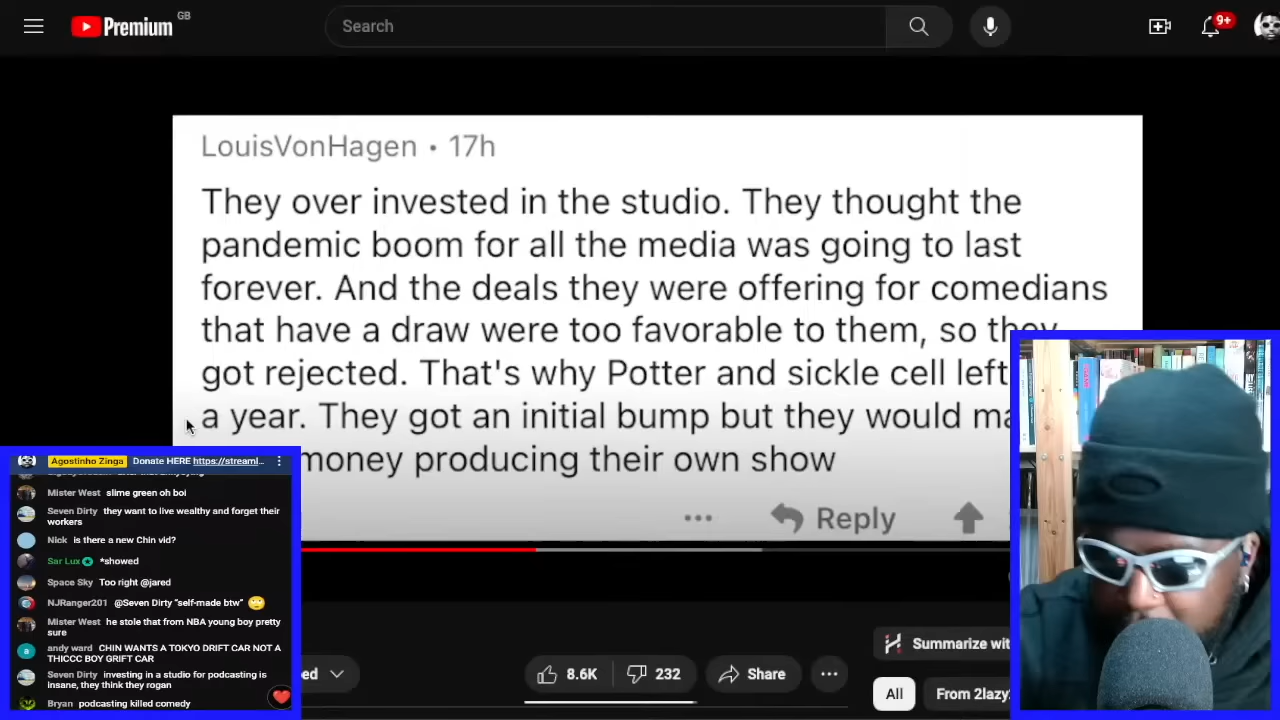 Premium GB
Search
9+
LouisVonHagen • 17h
They over invested in the studio. They thought the
pandemic boom for all the media was going to last
forever. And the deals they were offering for comedians
that have a draw were too favorable to them, so they
got rejected. That's why Potter and sickle cell left
a year. They got an initial bump but they would
money producing their own show
Reply
Agostinho Zinga Donate HERE https://streaml...
Mister West slime green oh boi
Seven Dirty they want to live wealthy and forget their
workers
Nick is there a new Chin vid?
Sar Lux *showed
Space Sky Too right @jared
NJRanger201 @Seven Dirty "self-made btw" 🙄
Mister West he stole that from NBA young boy pretty
sure
a andy ward CHIN WANTS A TOKYO DRIFT CAR NOT A
THICCC BOY GRIFT CAR
Seven Dirty investing in a studio for podcasting is
insane, they think they rogan
Bryan podcasting killed comedy
ed
8.6K
232
Share
Summarize wit
All
From 2lazy